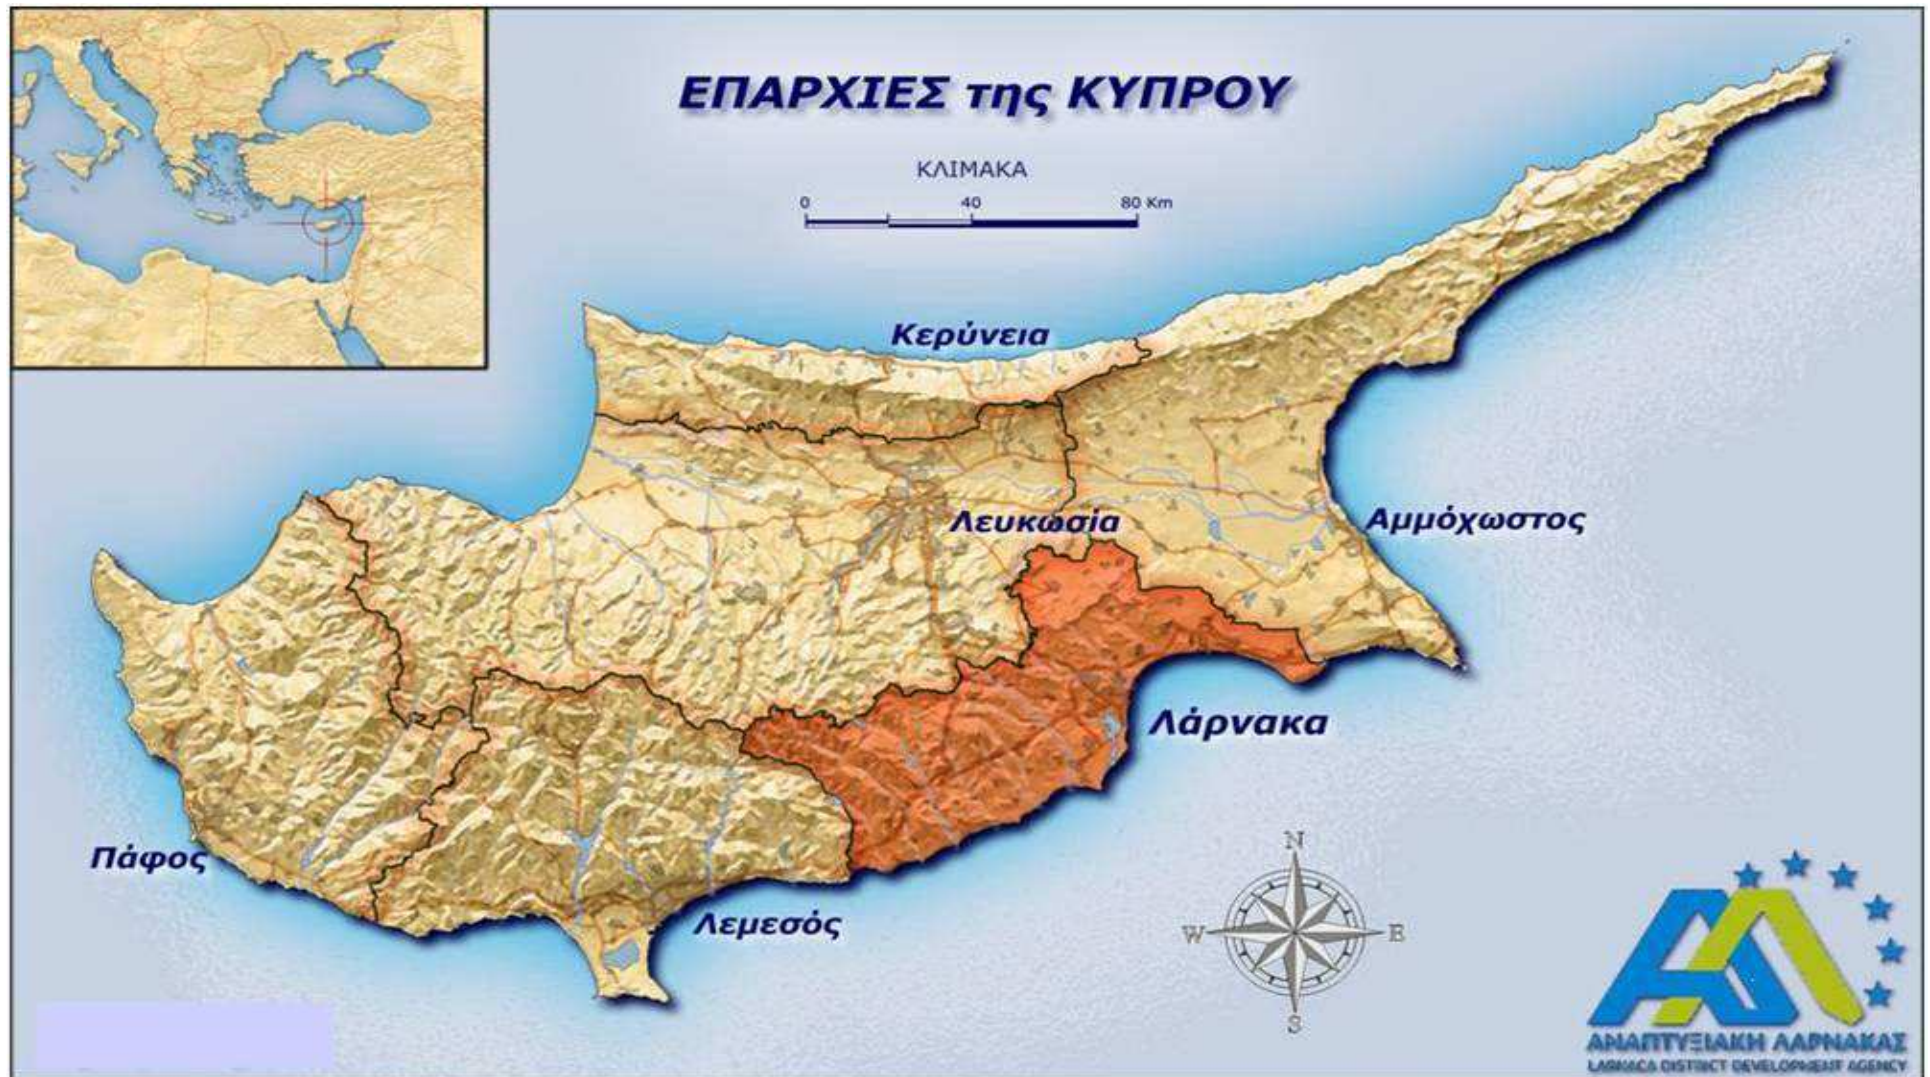 ΕΠΑΡΧΙΕΣ της ΚΥΠΡΟΥ
ΚΛΙΜΑΚΑ
0 40 80 Km
Κερύνεια
Λευκωσία
Αμμόχωστος
Λάρνακα
Πάφος
Λεμεσός
N
W E
S
ΑΝΑΠΤΥΞΙΑΚΗ ΛΑΡΝΑΚΑΣ
LARNACA DISTRICT DEVELOPMENT AGENCY